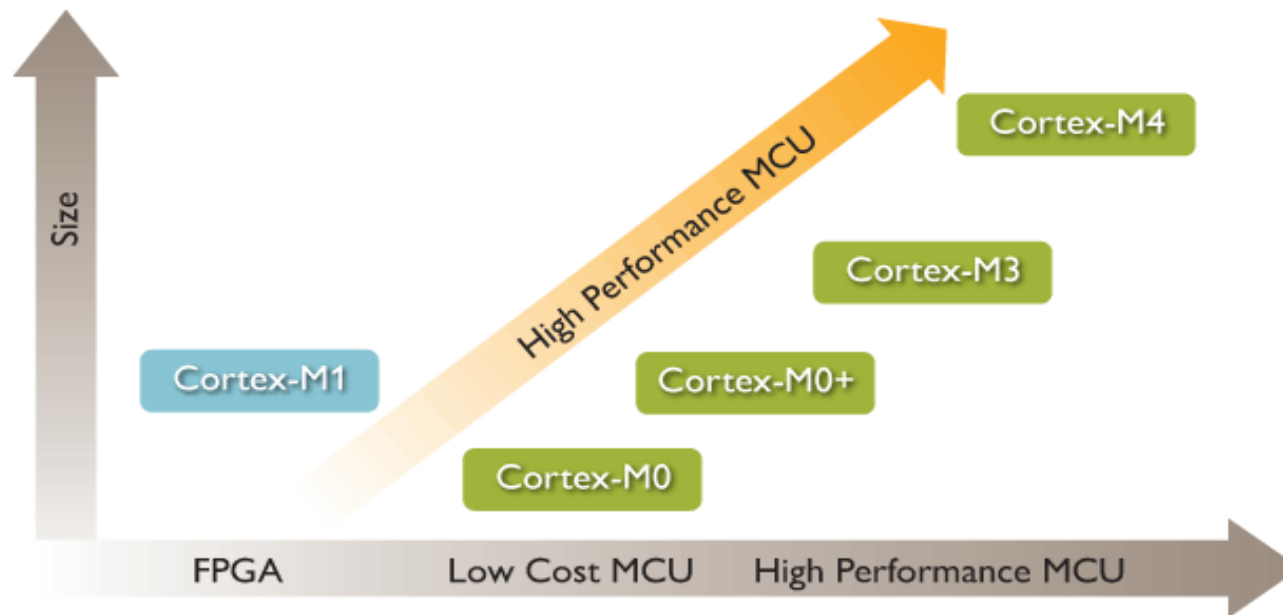 Size
High Performance MCU
Cortex-M4
Cortex-M3
Cortex-M1
Cortex-M0+
Cortex-M0
FPGA
Low Cost MCU
High Performance MCU